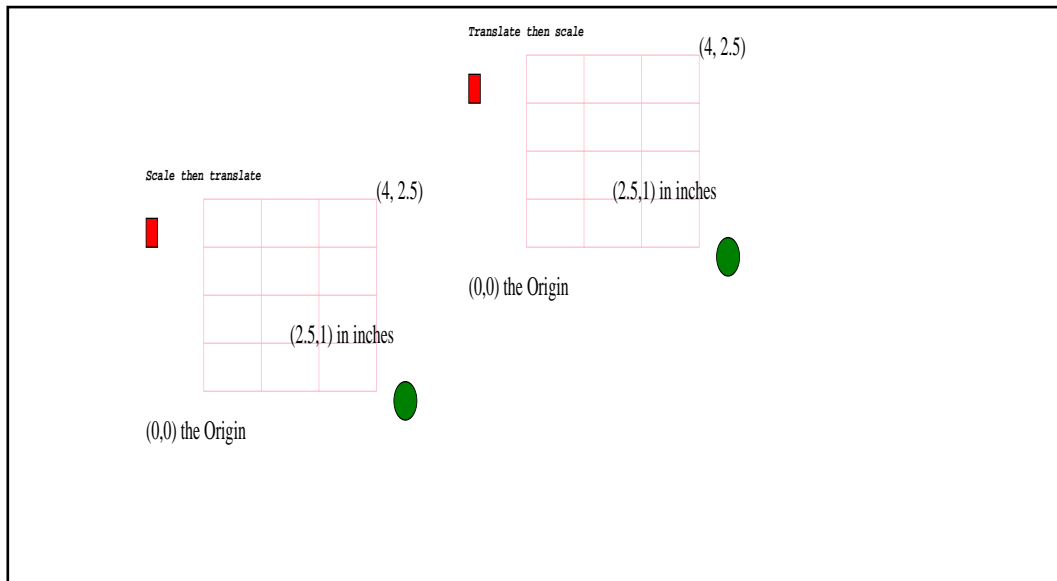 Translate then scale
(4, 2.5)
(2.5,1) in inches
(0,0) the Origin
Scale then translate
(4, 2.5)
(2.5,1) in inches
(0,0) the Origin